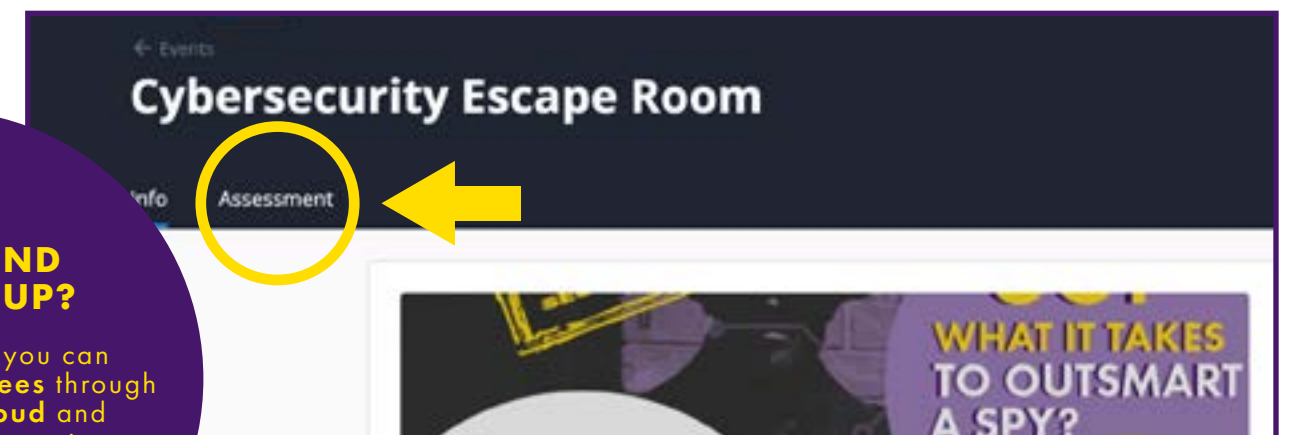 ← Events
Cybersecurity Escape Room
Info Assessment
ND
UP?
you can
ees through
oud and
WHAT IT TAKES
TO OUTSMART
A SPY?